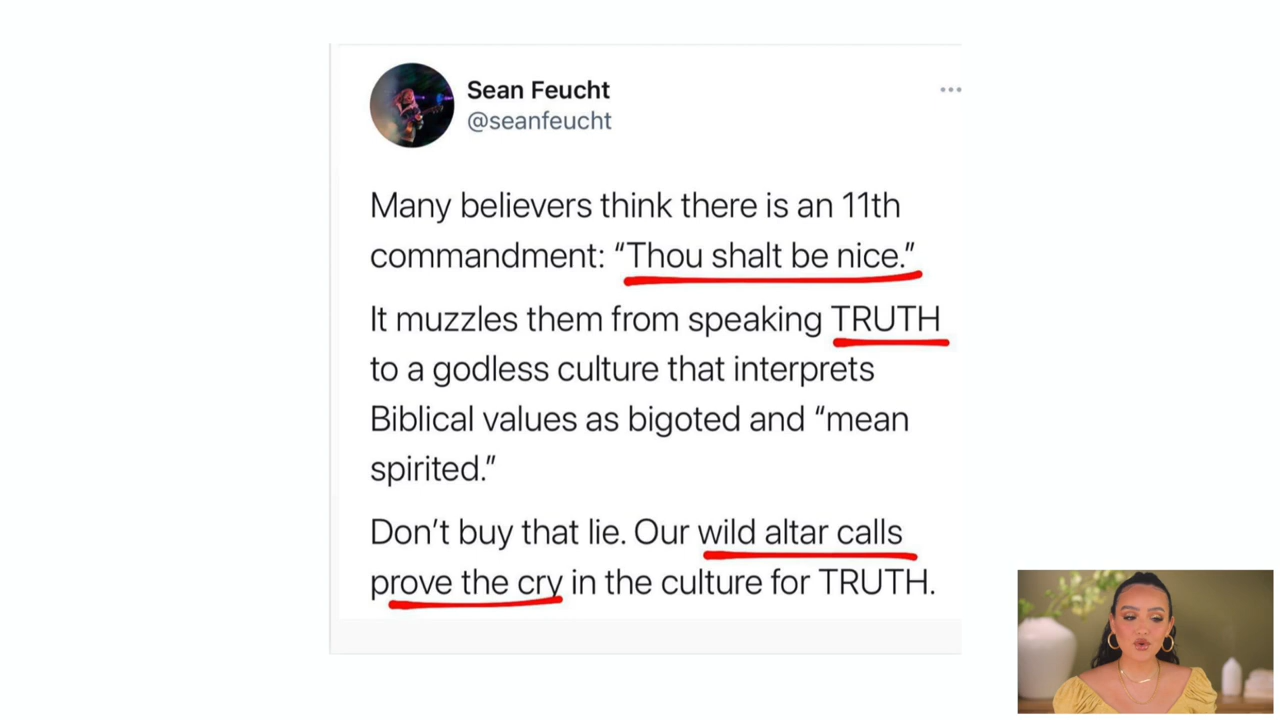 Sean Feucht
@seanfeucht
Many believers think there is an 11th
commandment: “Thou shalt be nice.”
It muzzles them from speaking TRUTH
to a godless culture that interprets
Biblical values as bigoted and “mean
spirited.”
Don’t buy that lie. Our wild altar calls
prove the cry in the culture for TRUTH.